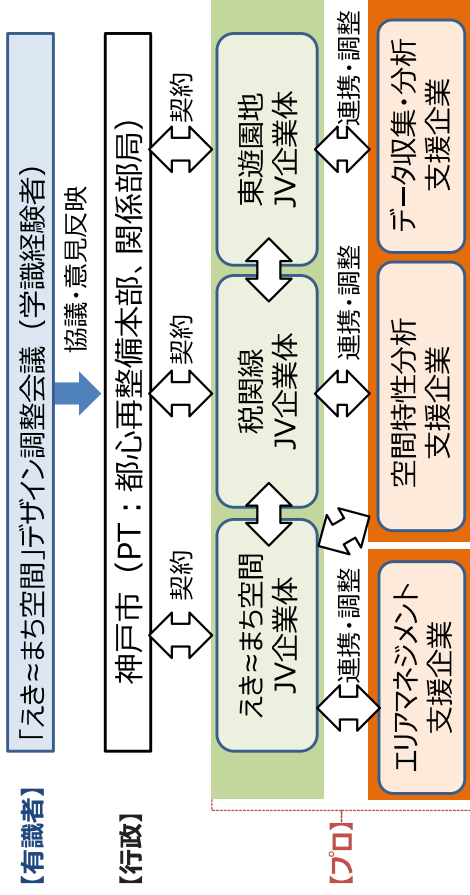 【有識者】
「えき≈まち空間」デザイン調整会議（学識経験者）
協議・意見反映
【行政】
神戸市（PT：都心再整備本部、関係部局）
契約
契約
契約
【プロ】
えき≈まち空間
JV企業体
税関線
JV企業体
東遊園地
JV企業体
連携・調整
連携・調整
連携・調整
エリアマネジメント
支援企業
空間特性分析
支援企業
データ収集・分析
支援企業